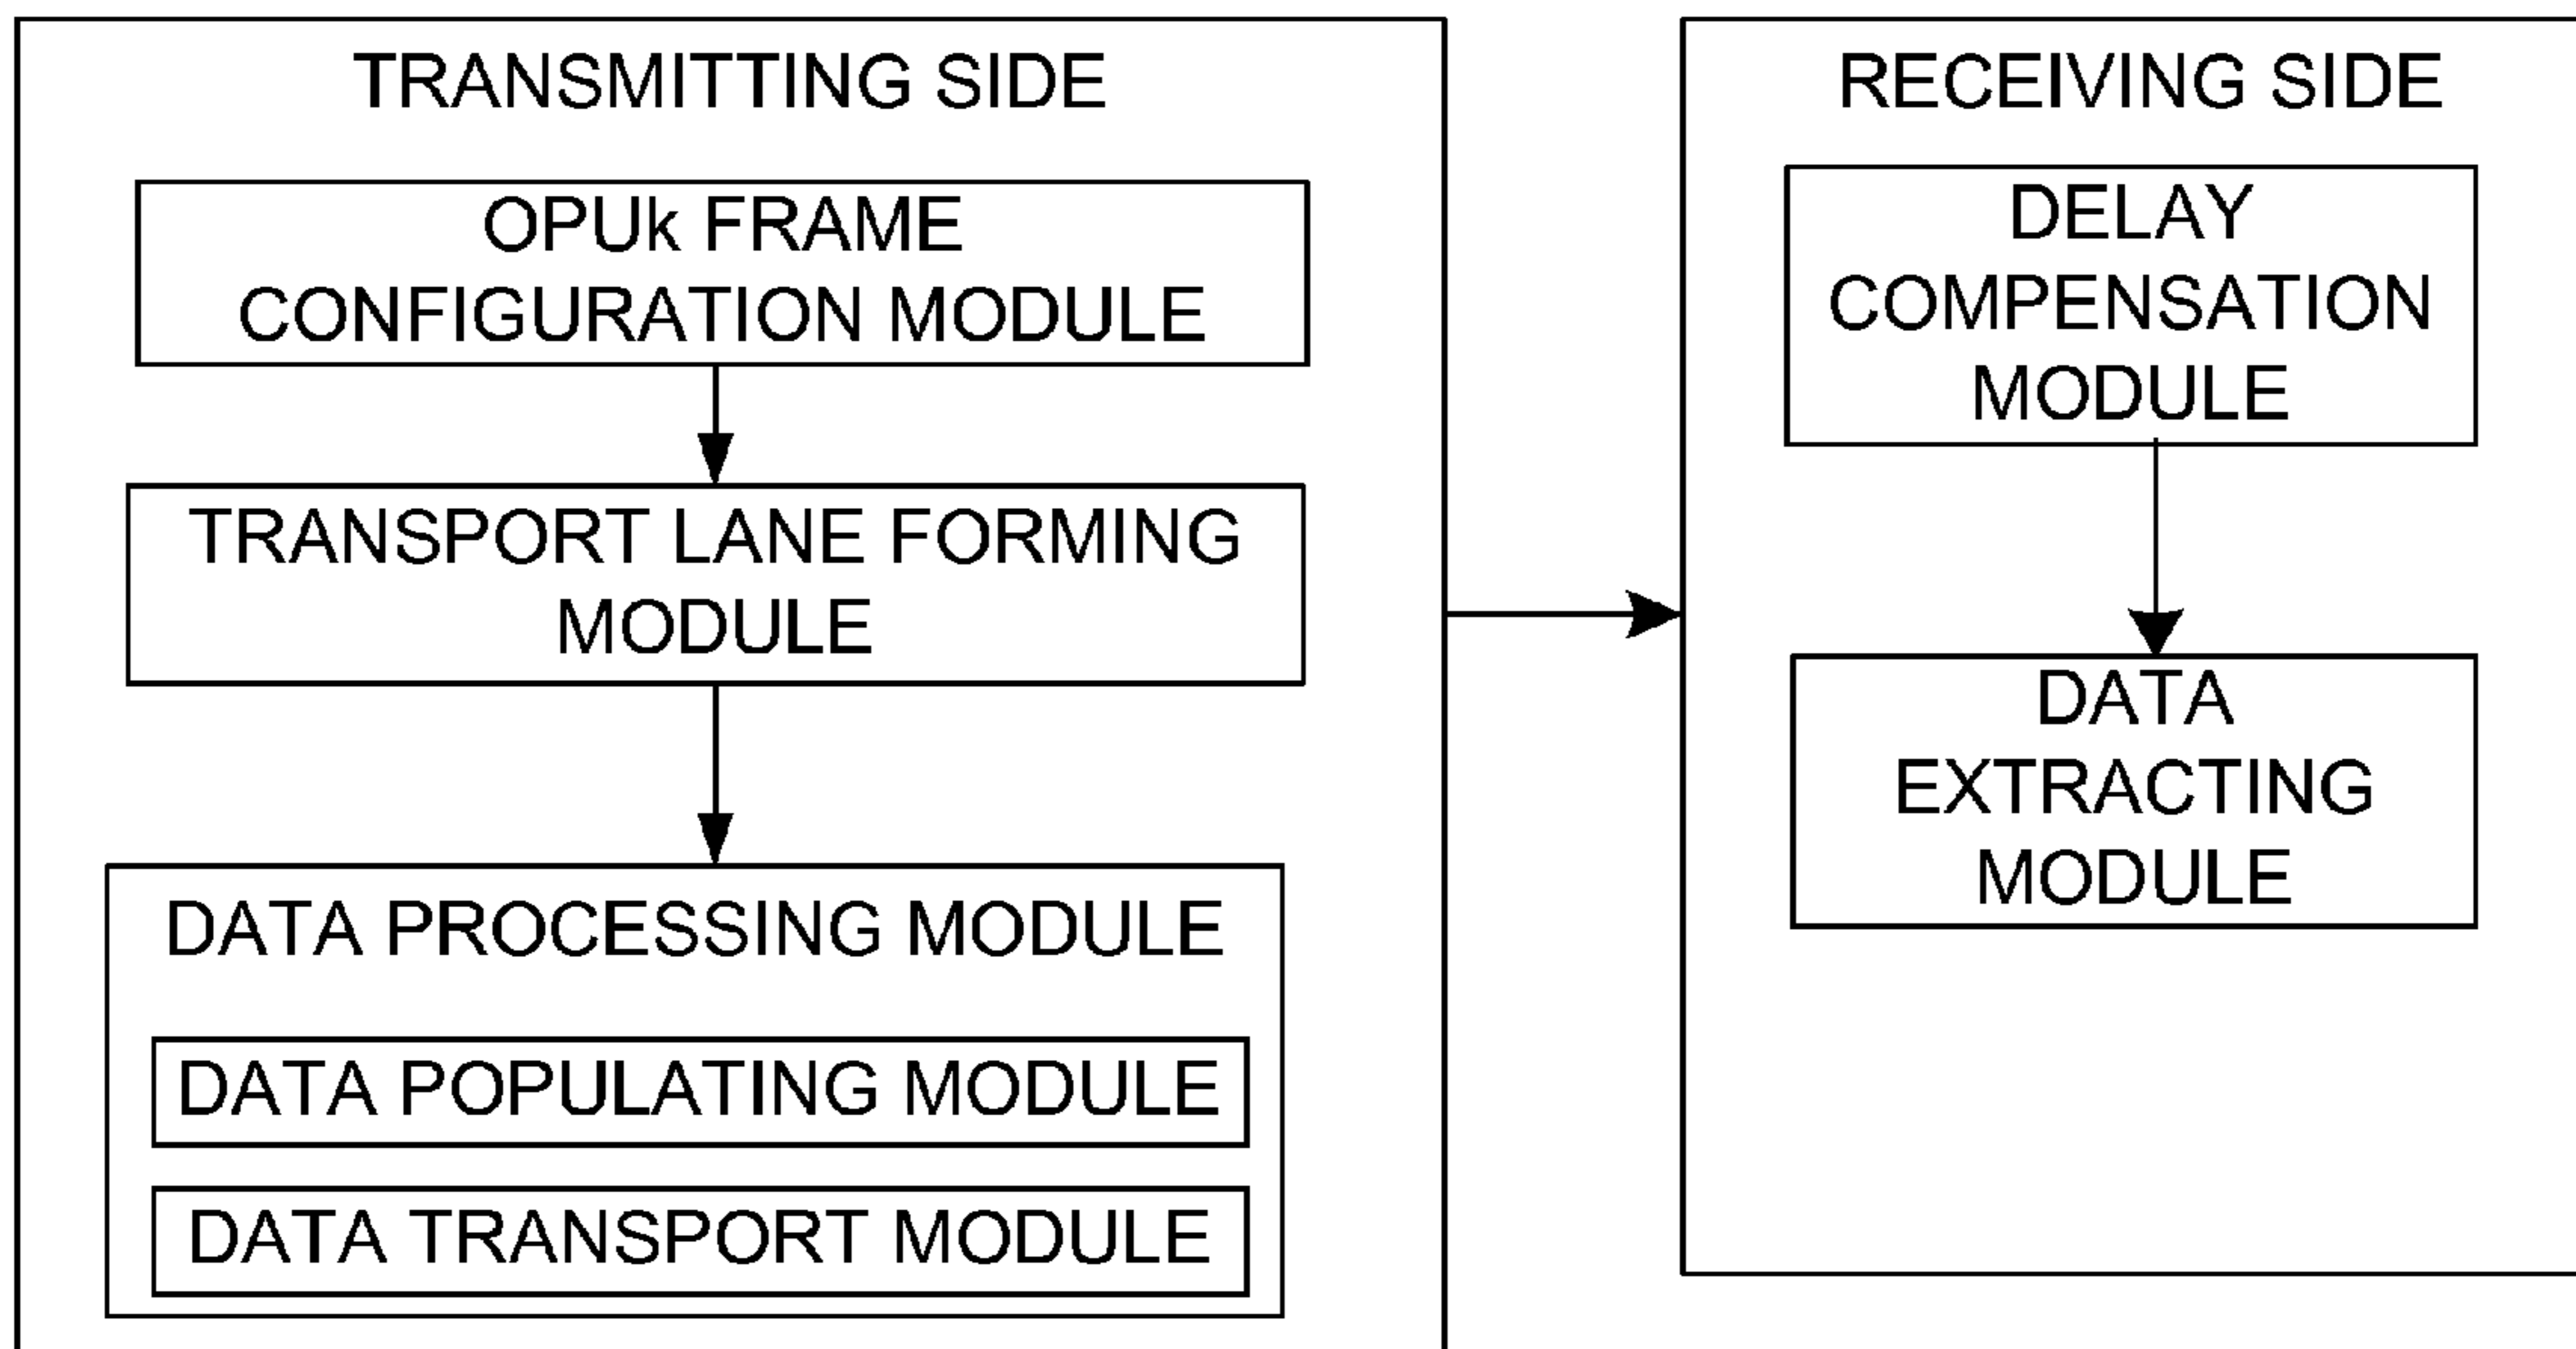 TRANSMITTING SIDE
OPUk FRAME
CONFIGURATION MODULE
TRANSPORT LANE FORMING
MODULE
DATA PROCESSING MODULE
DATA POPULATING MODULE
DATA TRANSPORT MODULE
RECEIVING SIDE
DELAY
COMPENSATION
MODULE
DATA
EXTRACTING
MODULE